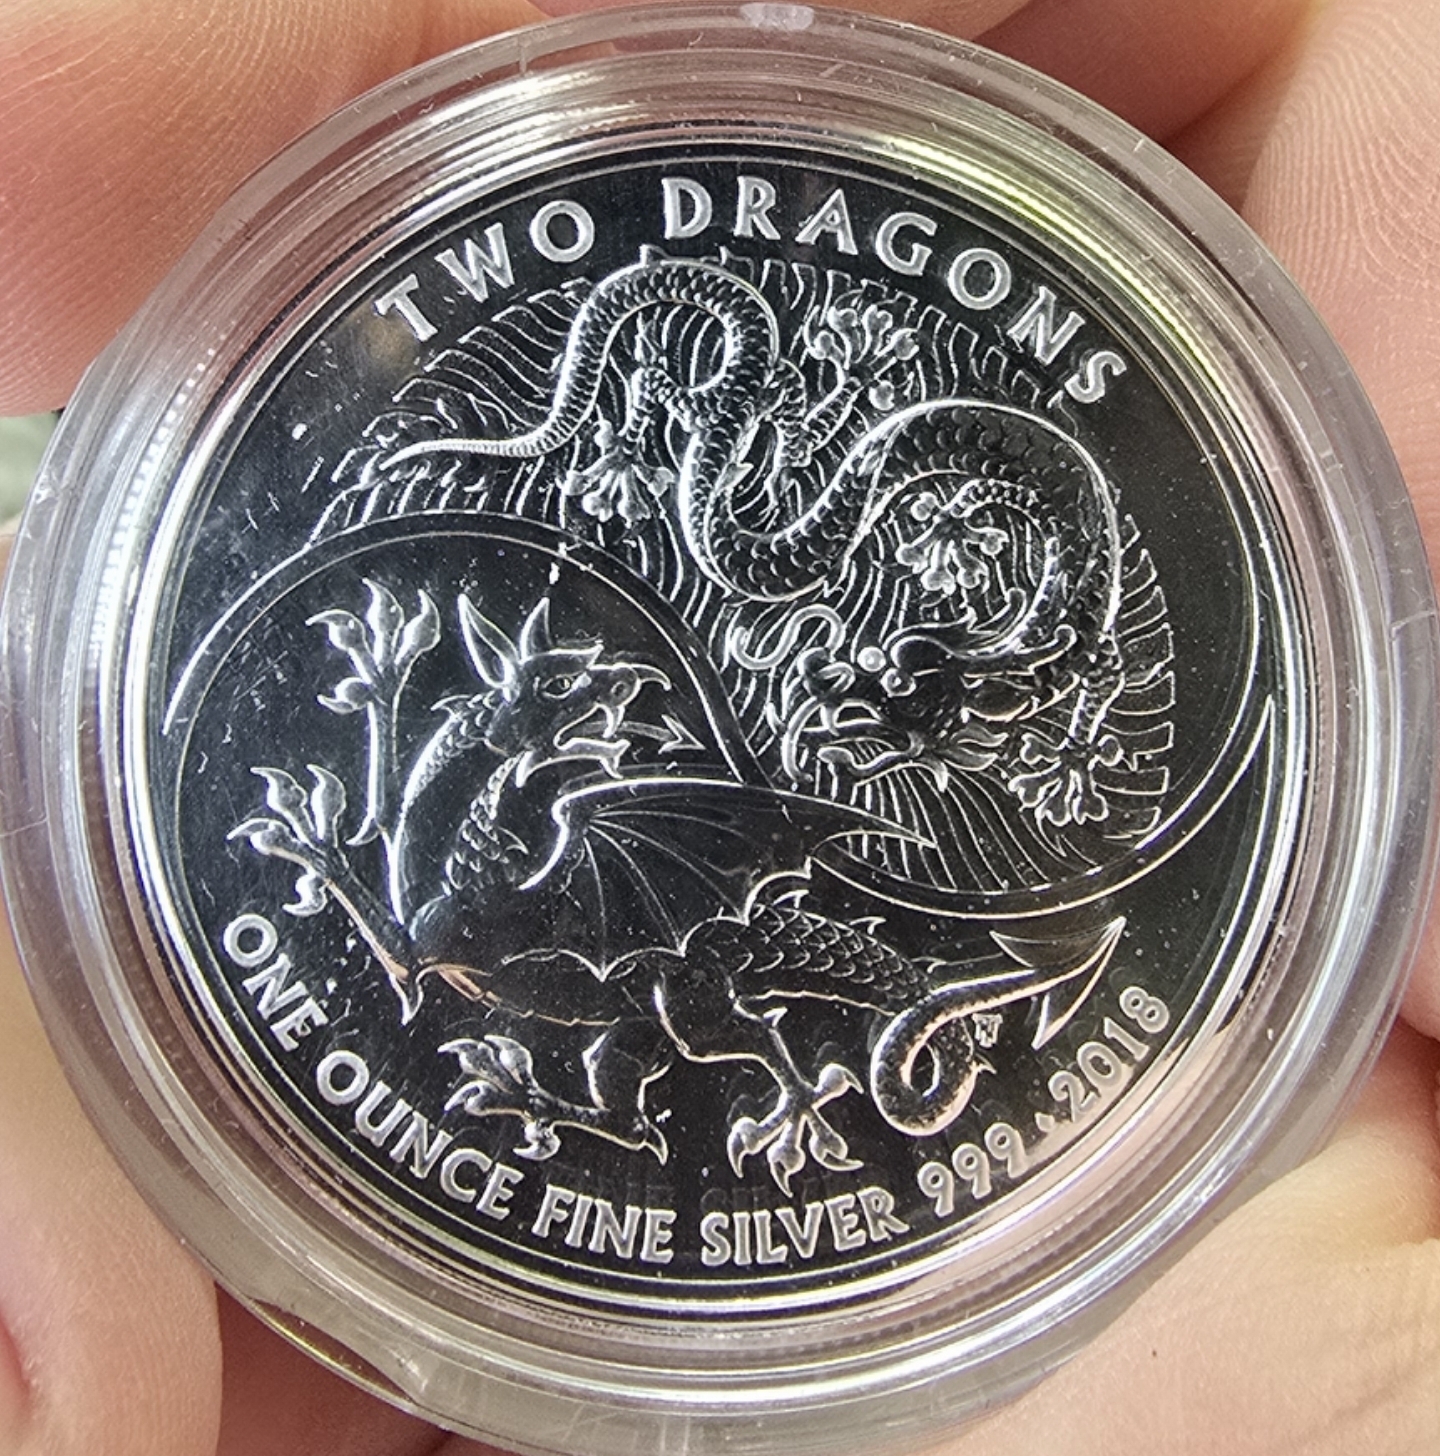 TWO DRAGONS
ONE OUNCE FINE SILVER 999 · 2018